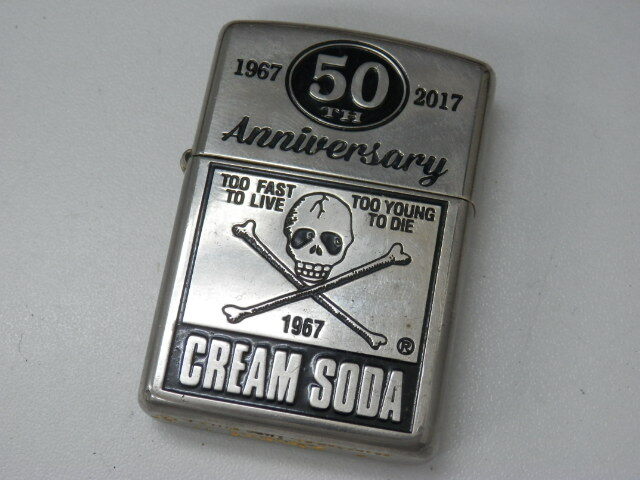 1967 50 2017
TH
Anniversary
TOO FAST TOO YOUNG
TO LIVE TO DIE
1967
®
CREAM SODA